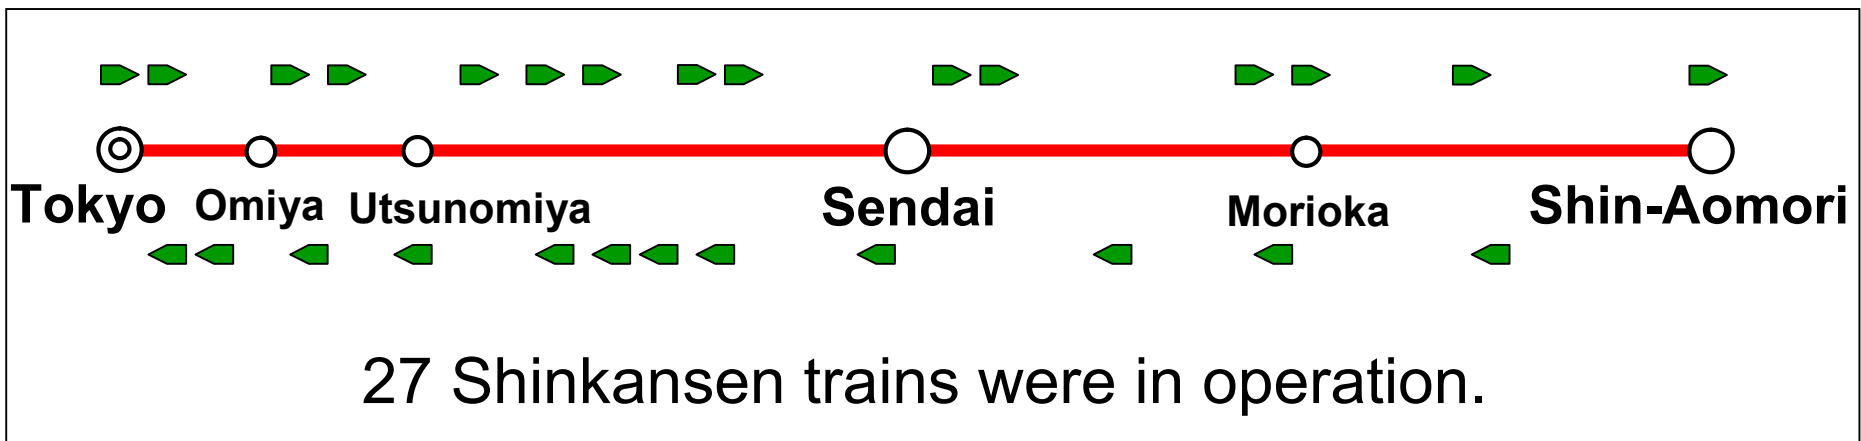 Tokyo Omiya Utsunomiya Sendai Morioka Shin-Aomori
27 Shinkansen trains were in operation.